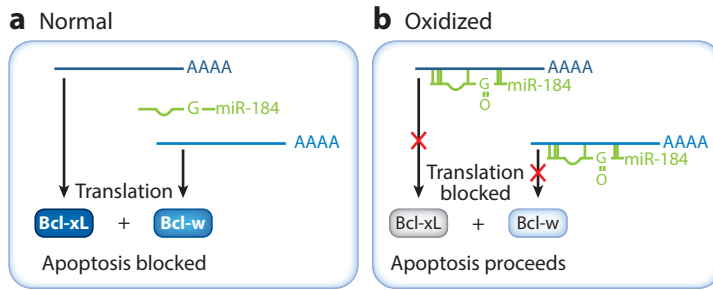 a Normal
AAAA
G miR-184
AAAA
Translation
Bcl-xL + Bcl-w
Apoptosis blocked
b Oxidized
AAAA
G miR-184
O
AAAA
G miR-184
O
Translation
blocked
Bcl-xL + Bcl-w
Apoptosis proceeds